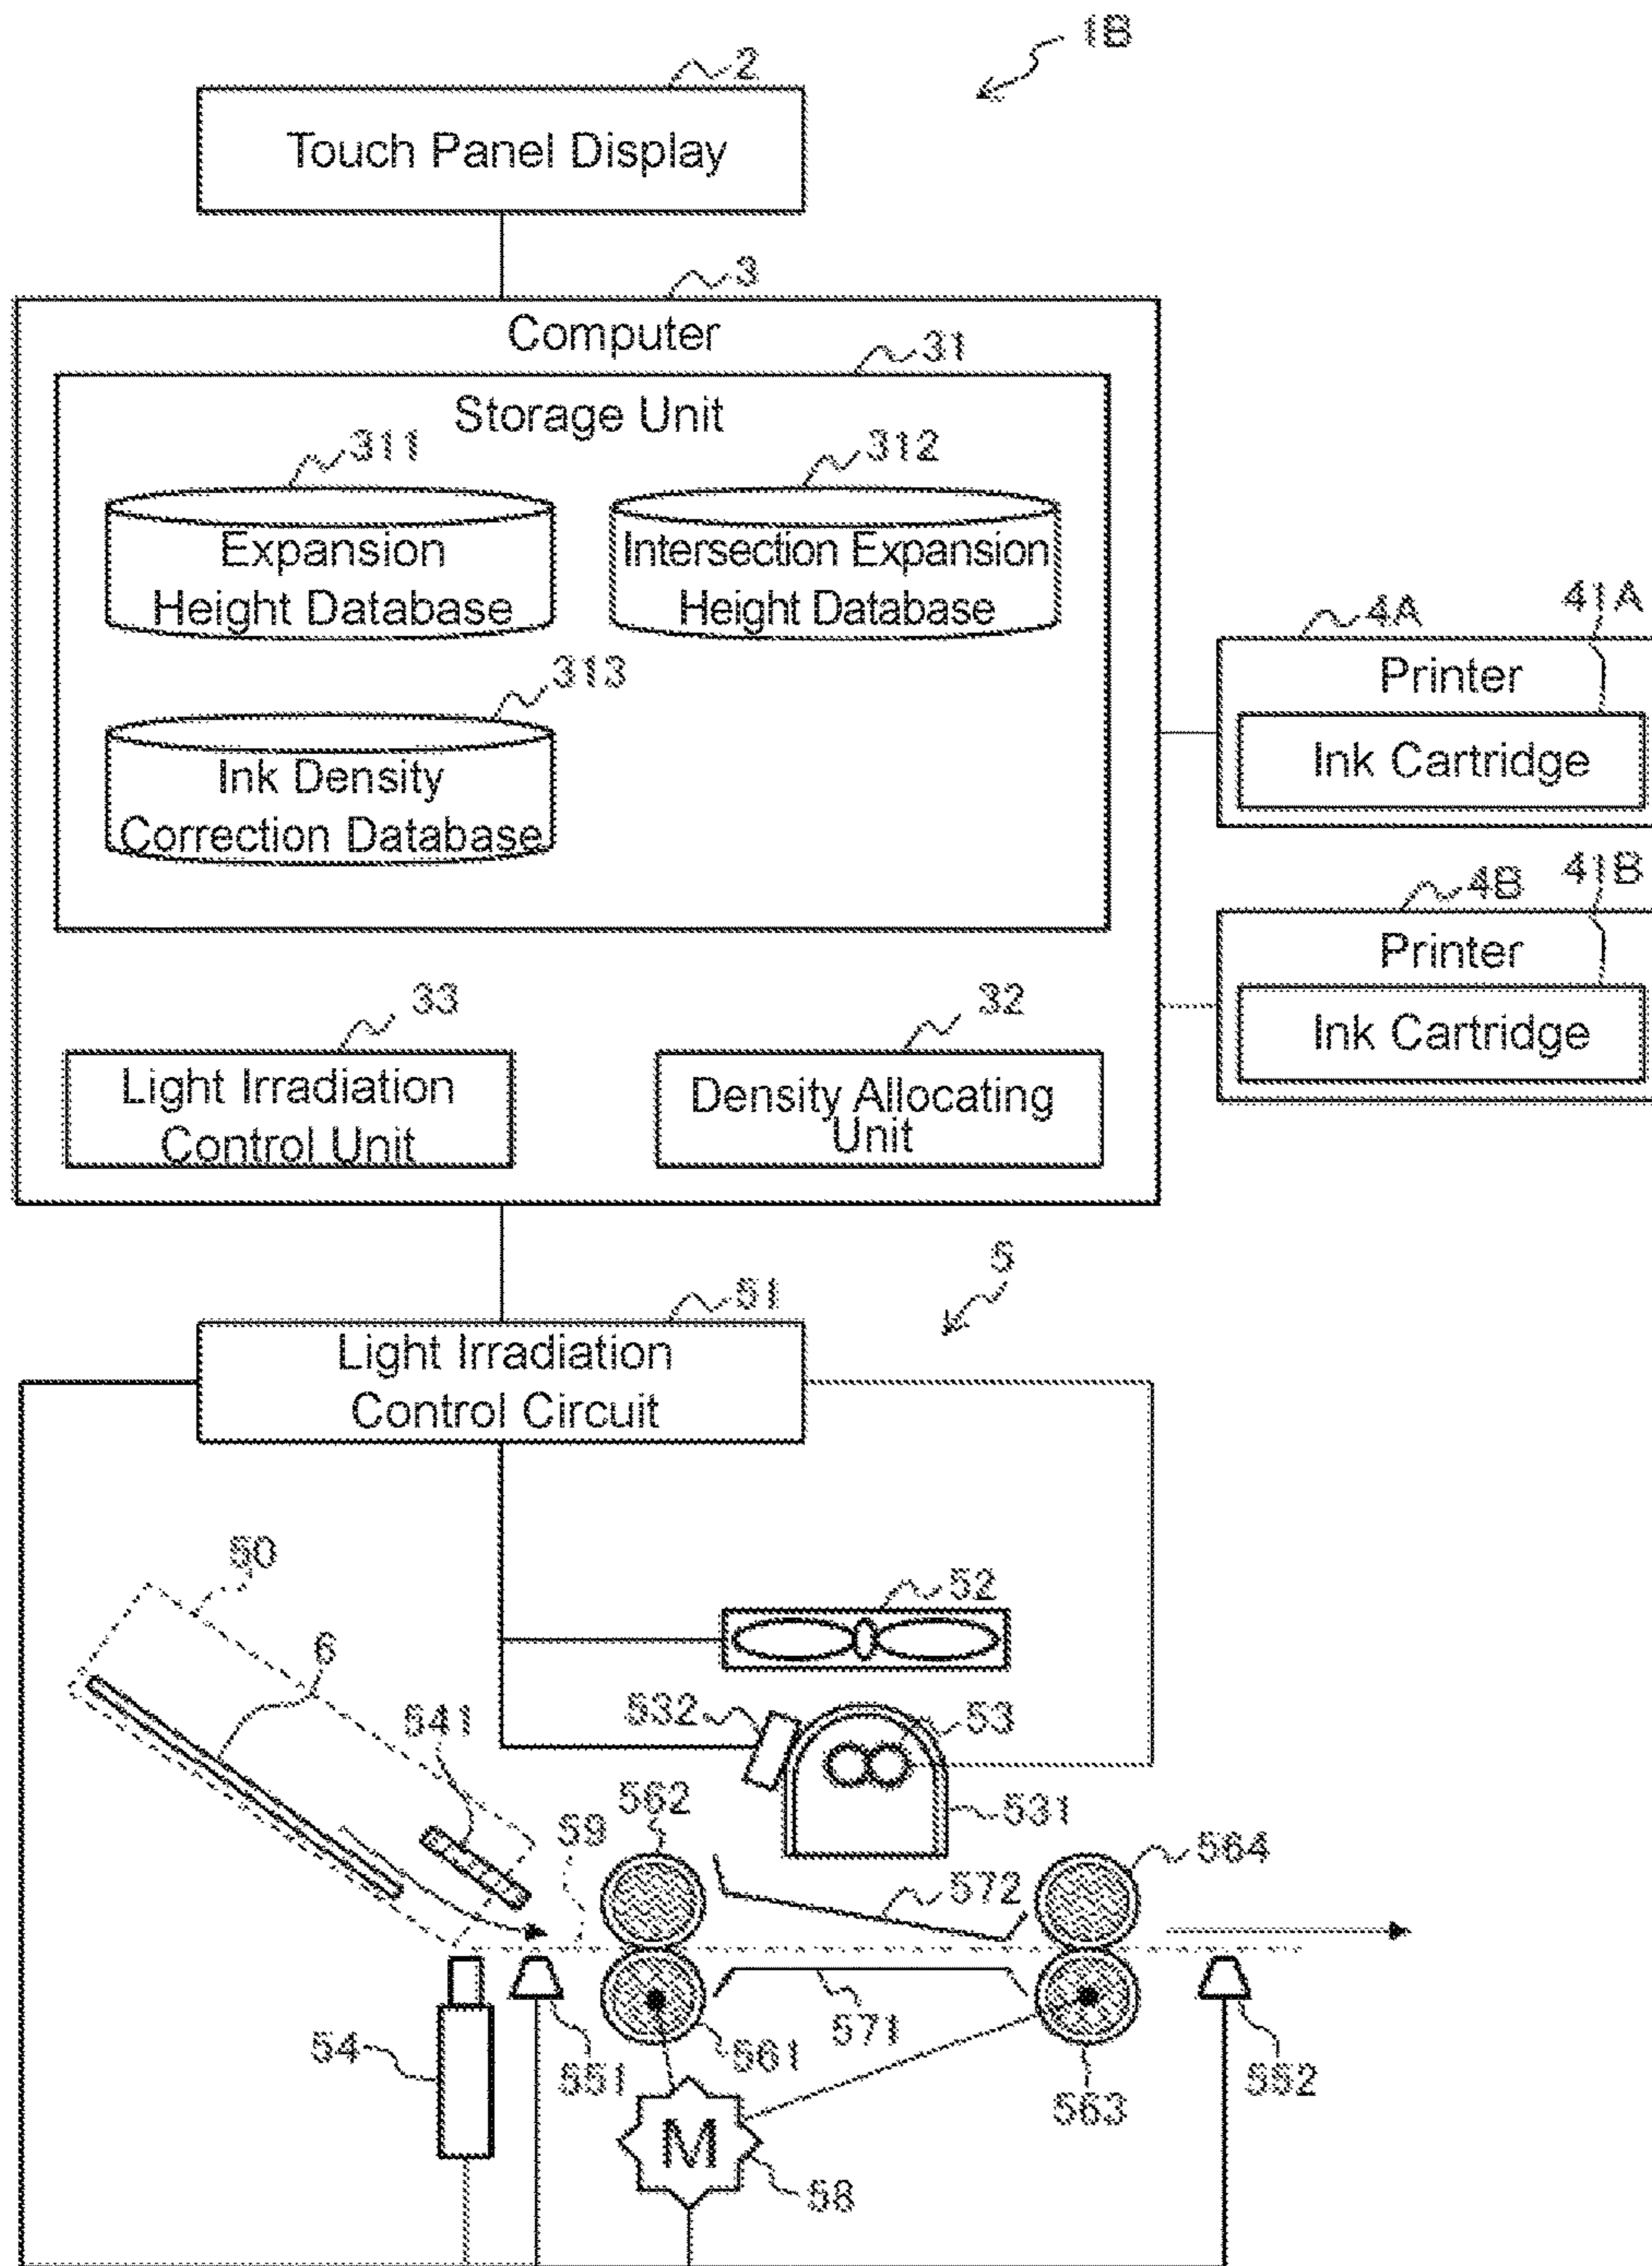 1B
2
Touch Panel Display
3
Computer
31
Storage Unit
311
312
Expansion
Height Database
Intersection Expansion
Height Database
313
Ink Density
Correction Database
4A
41A
Printer
Ink Cartridge
4B
41B
Printer
Ink Cartridge
33
32
Light Irradiation
Control Unit
Density Allocating
Unit
5
51
Light Irradiation
Control Circuit
50
52
6
541
532
53
562
59
531
564
572
54
551
561
571
563
552
M
58